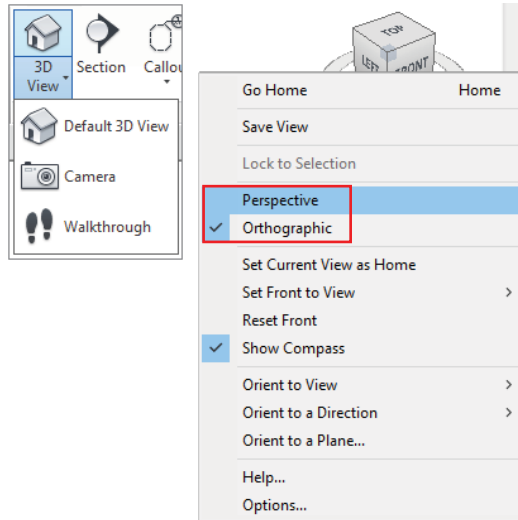 3D
View
Section
Callou
Default 3D View
Camera
Walkthrough
TOP
LEFT
FRONT
Go Home Home
Save View
Lock to Selection
Perspective
Orthographic
Set Current View as Home
Set Front to View
Reset Front
Show Compass
Orient to View
Orient to a Direction
Orient to a Plane...
Help...
Options...